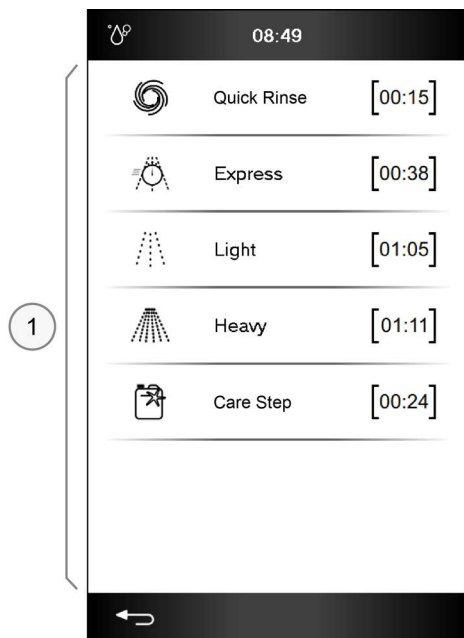 08:49
Quick Rinse [00:15]
Express [00:38]
Light [01:05]
1 Heavy [01:11]
Care Step [00:24]